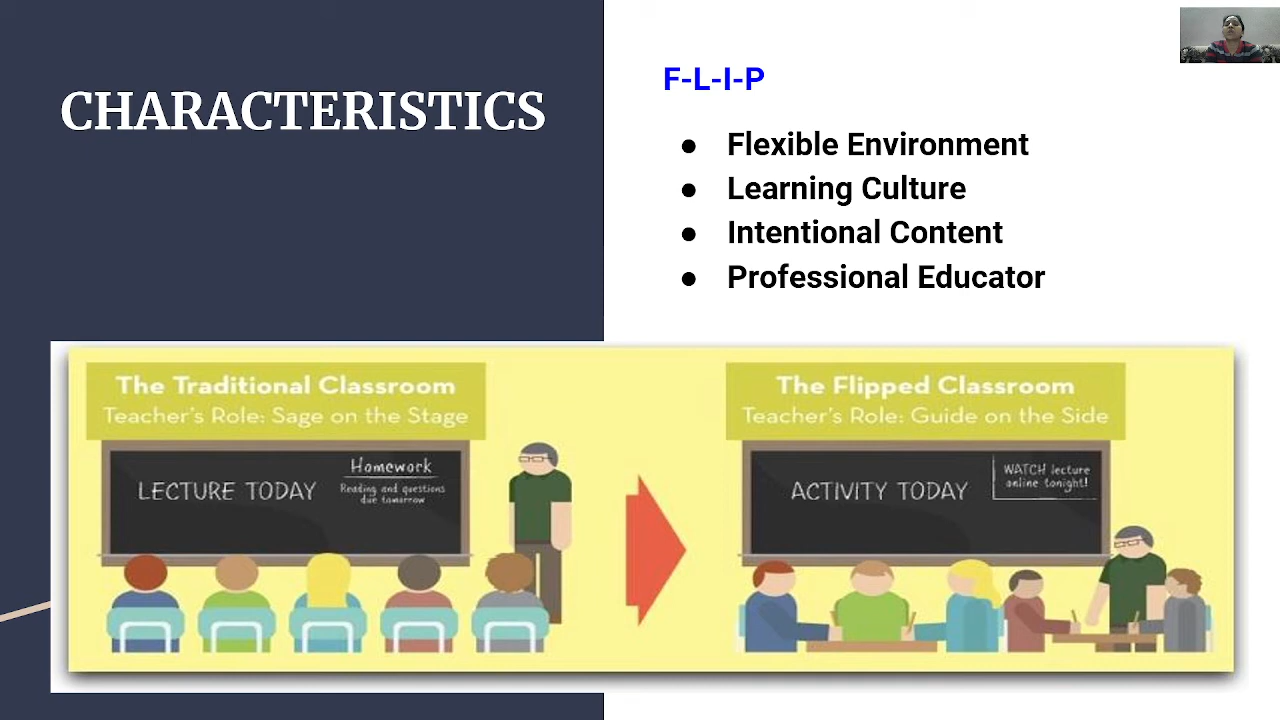 CHARACTERISTICS
F-L-I-P
● Flexible Environment
● Learning Culture
● Intentional Content
● Professional Educator
The Traditional Classroom
Teacher's Role: Sage on the Stage
LECTURE TODAY
Homework
Reading and questions
due tomorrow
The Flipped Classroom
Teacher's Role: Guide on the Side
ACTIVITY TODAY
WATCH lecture
online tonight!